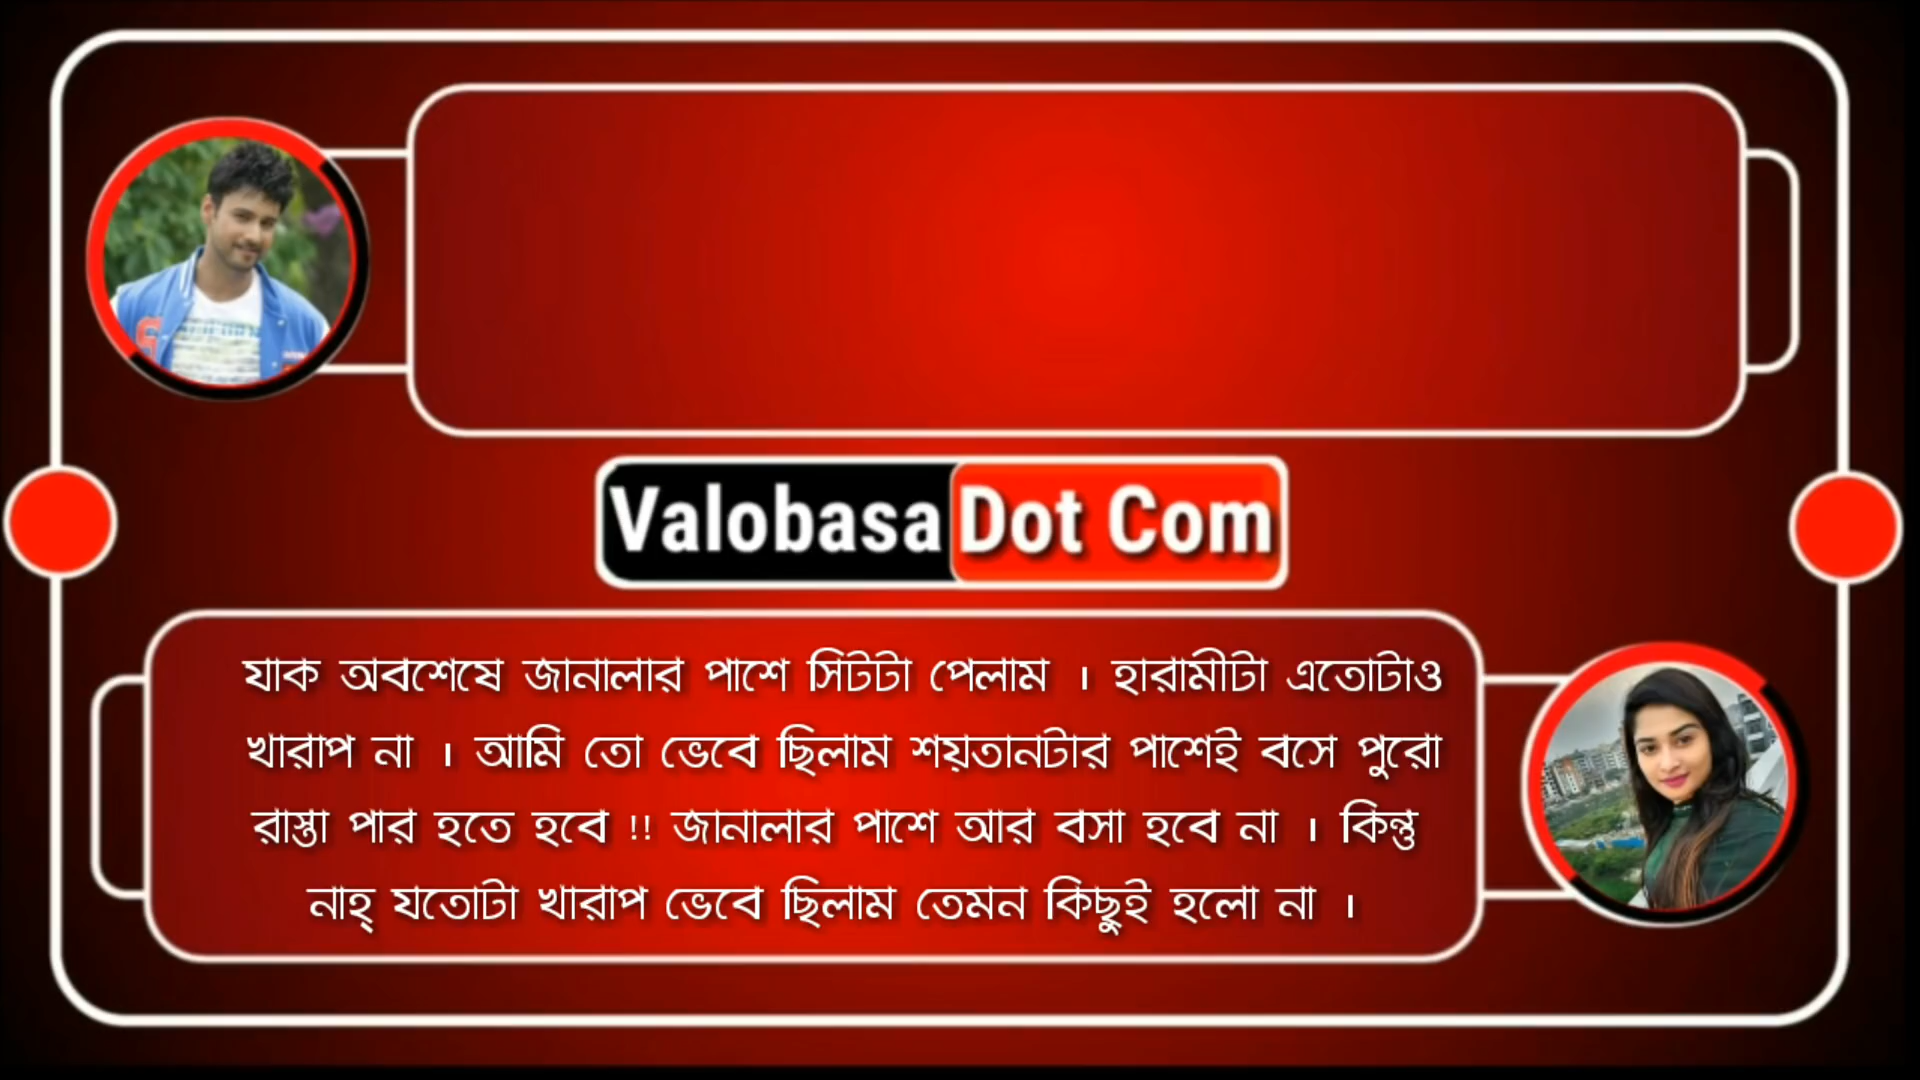 Valobasa Dot Com
যাক অবশেষে জানালার পাশে সিটটা পেলাম । হারামীটা এতোটাও
খারাপ না । আমি তো ভেবে ছিলাম শয়তানটার পাশেই বসে পুরো
রাস্তা পার হতে হবে !! জানালার পাশে আর বসা হবে না । কিন্তু
নাহ্ যতোটা খারাপ ভেবে ছিলাম তেমন কিছুই হলো না ।